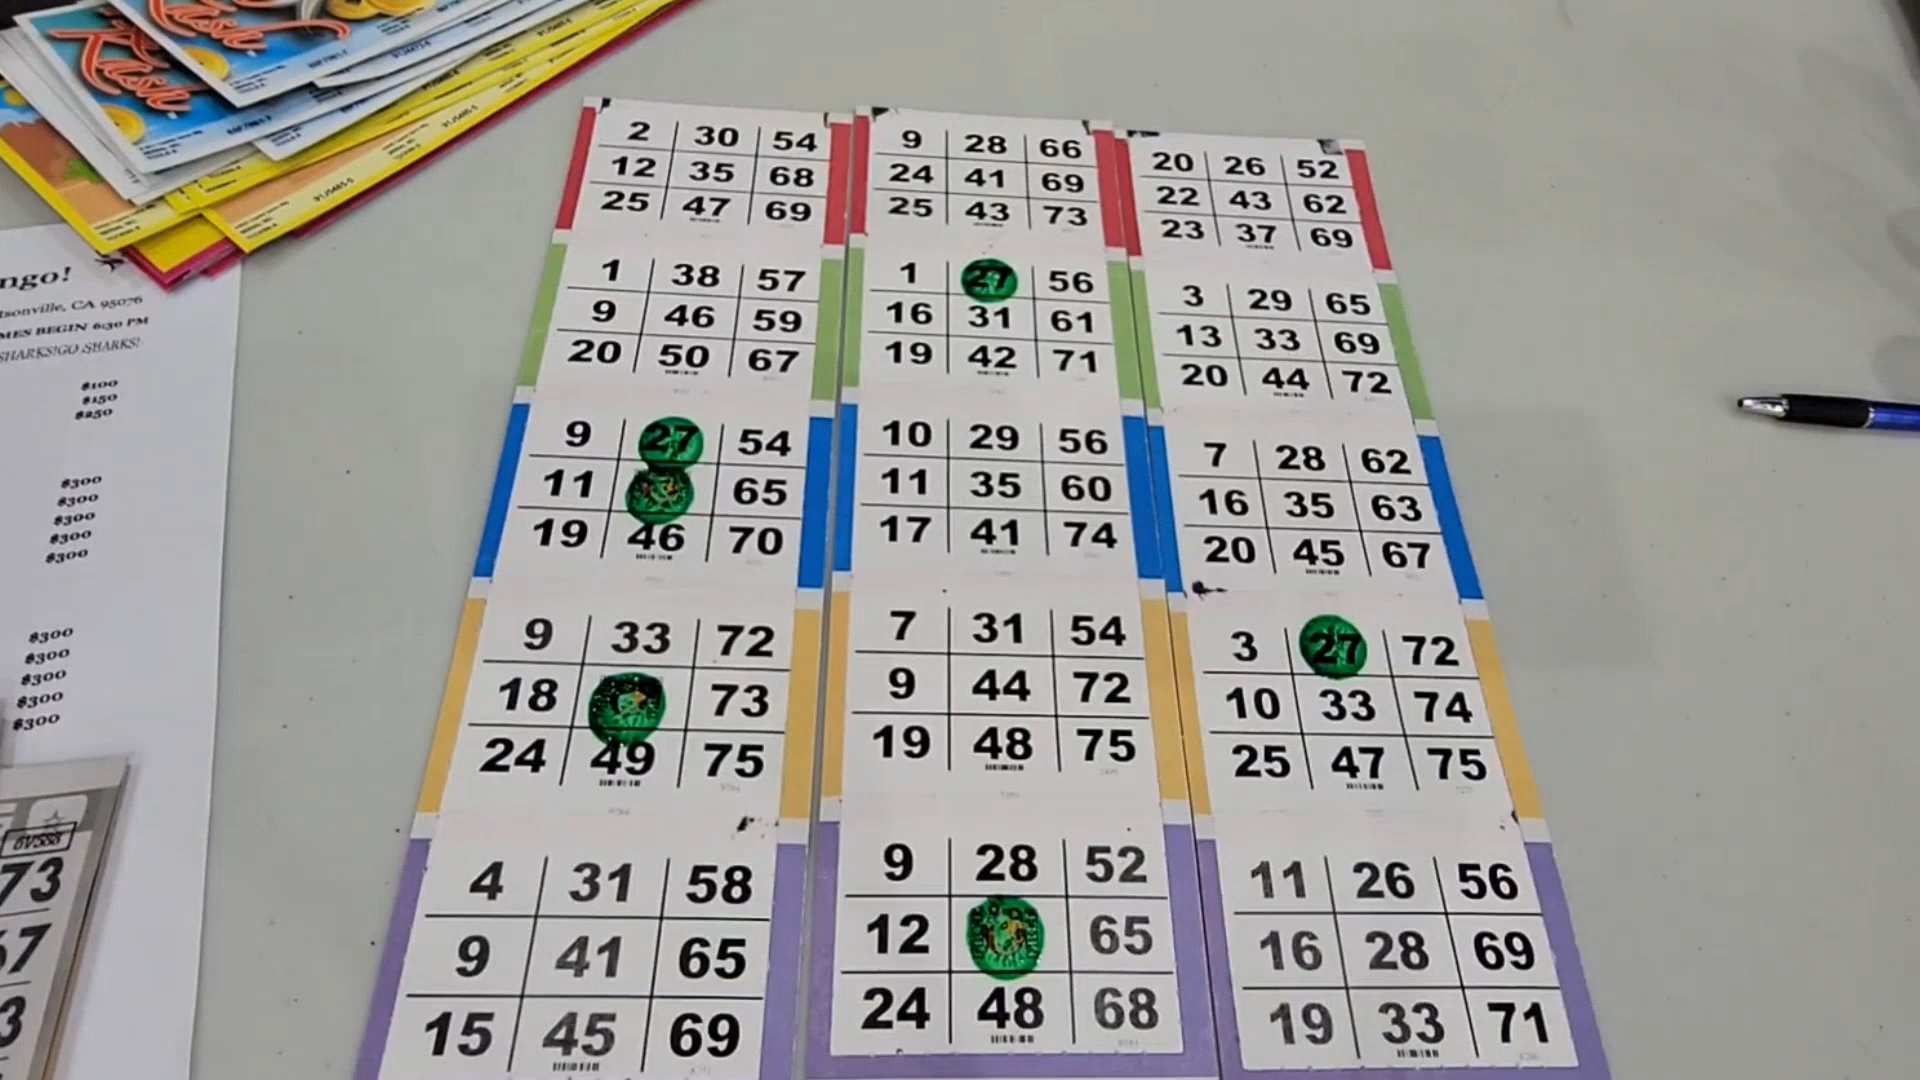 Kash
Kash
ngo!
tsonville, CA 95076
MES BEGIN 6:30 PM
SHARKS!GO SHARKS!
$100
$150
$250
$300
$300
$300
$300
$300
$300
$300
$300
$300
$300
6V588
73
67
3
2 30 54
12 35 68
25 47 69
1 38 57
9 46 59
20 50 67
9 27 54
11 65
19 46 70
9 33 72
18 73
24 49 75
4 31 58
9 41 65
15 45 69
9 28 66
24 41 69
25 43 73
1 27 56
16 31 61
19 42 71
10 29 56
11 35 60
17 41 74
7 31 54
9 44 72
19 48 75
9 28 52
12 65
24 48 68
20 26 52
22 43 62
23 37 69
3 29 65
13 33 69
20 44 72
7 28 62
16 35 63
20 45 67
3 27 72
10 33 74
25 47 75
11 26 56
16 28 69
19 33 71